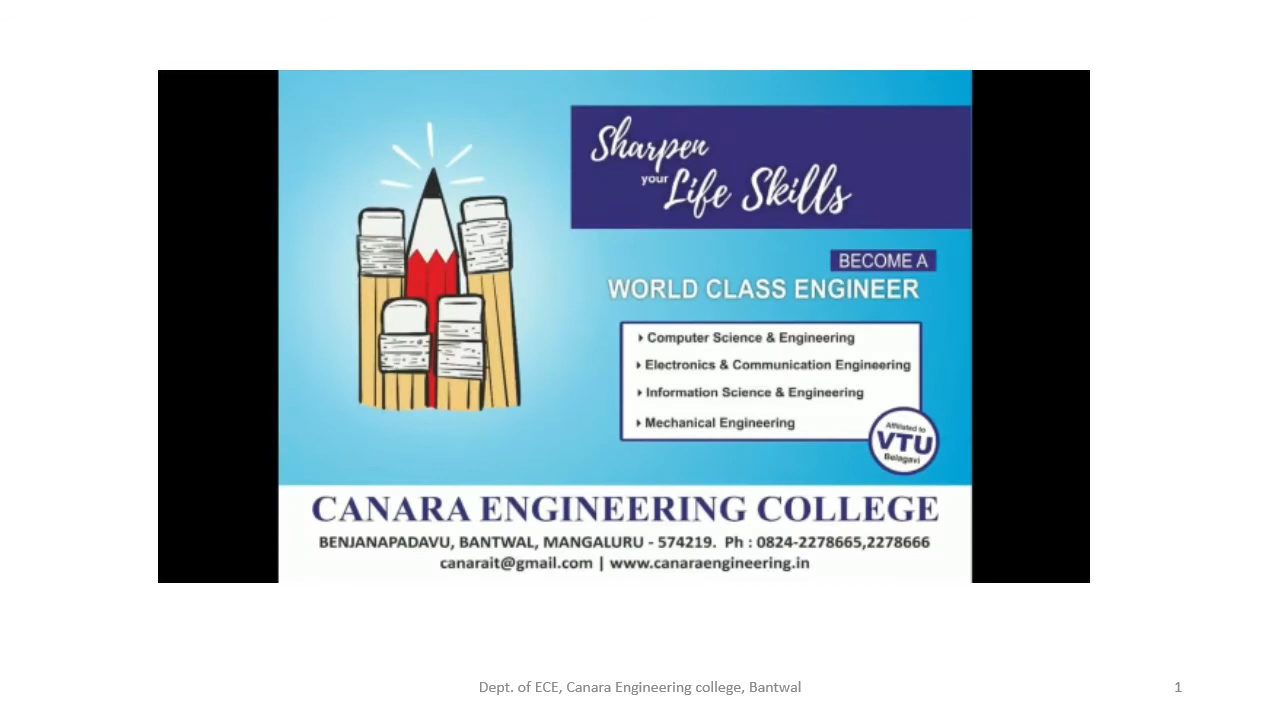 Sharpen
your Life Skills
BECOME A
WORLD CLASS ENGINEER
Computer Science & Engineering
Electronics & Communication Engineering
Information Science & Engineering
Mechanical Engineering
Affiliated to
VTU
Belagavi
CANARA ENGINEERING COLLEGE
BENJANAPADAVU, BANTWAL, MANGALURU - 574219. Ph : 0824-2278665,2278666
canarait@gmail.com | www.canaraengineering.in
Dept. of ECE, Canara Engineering college, Bantwal 1